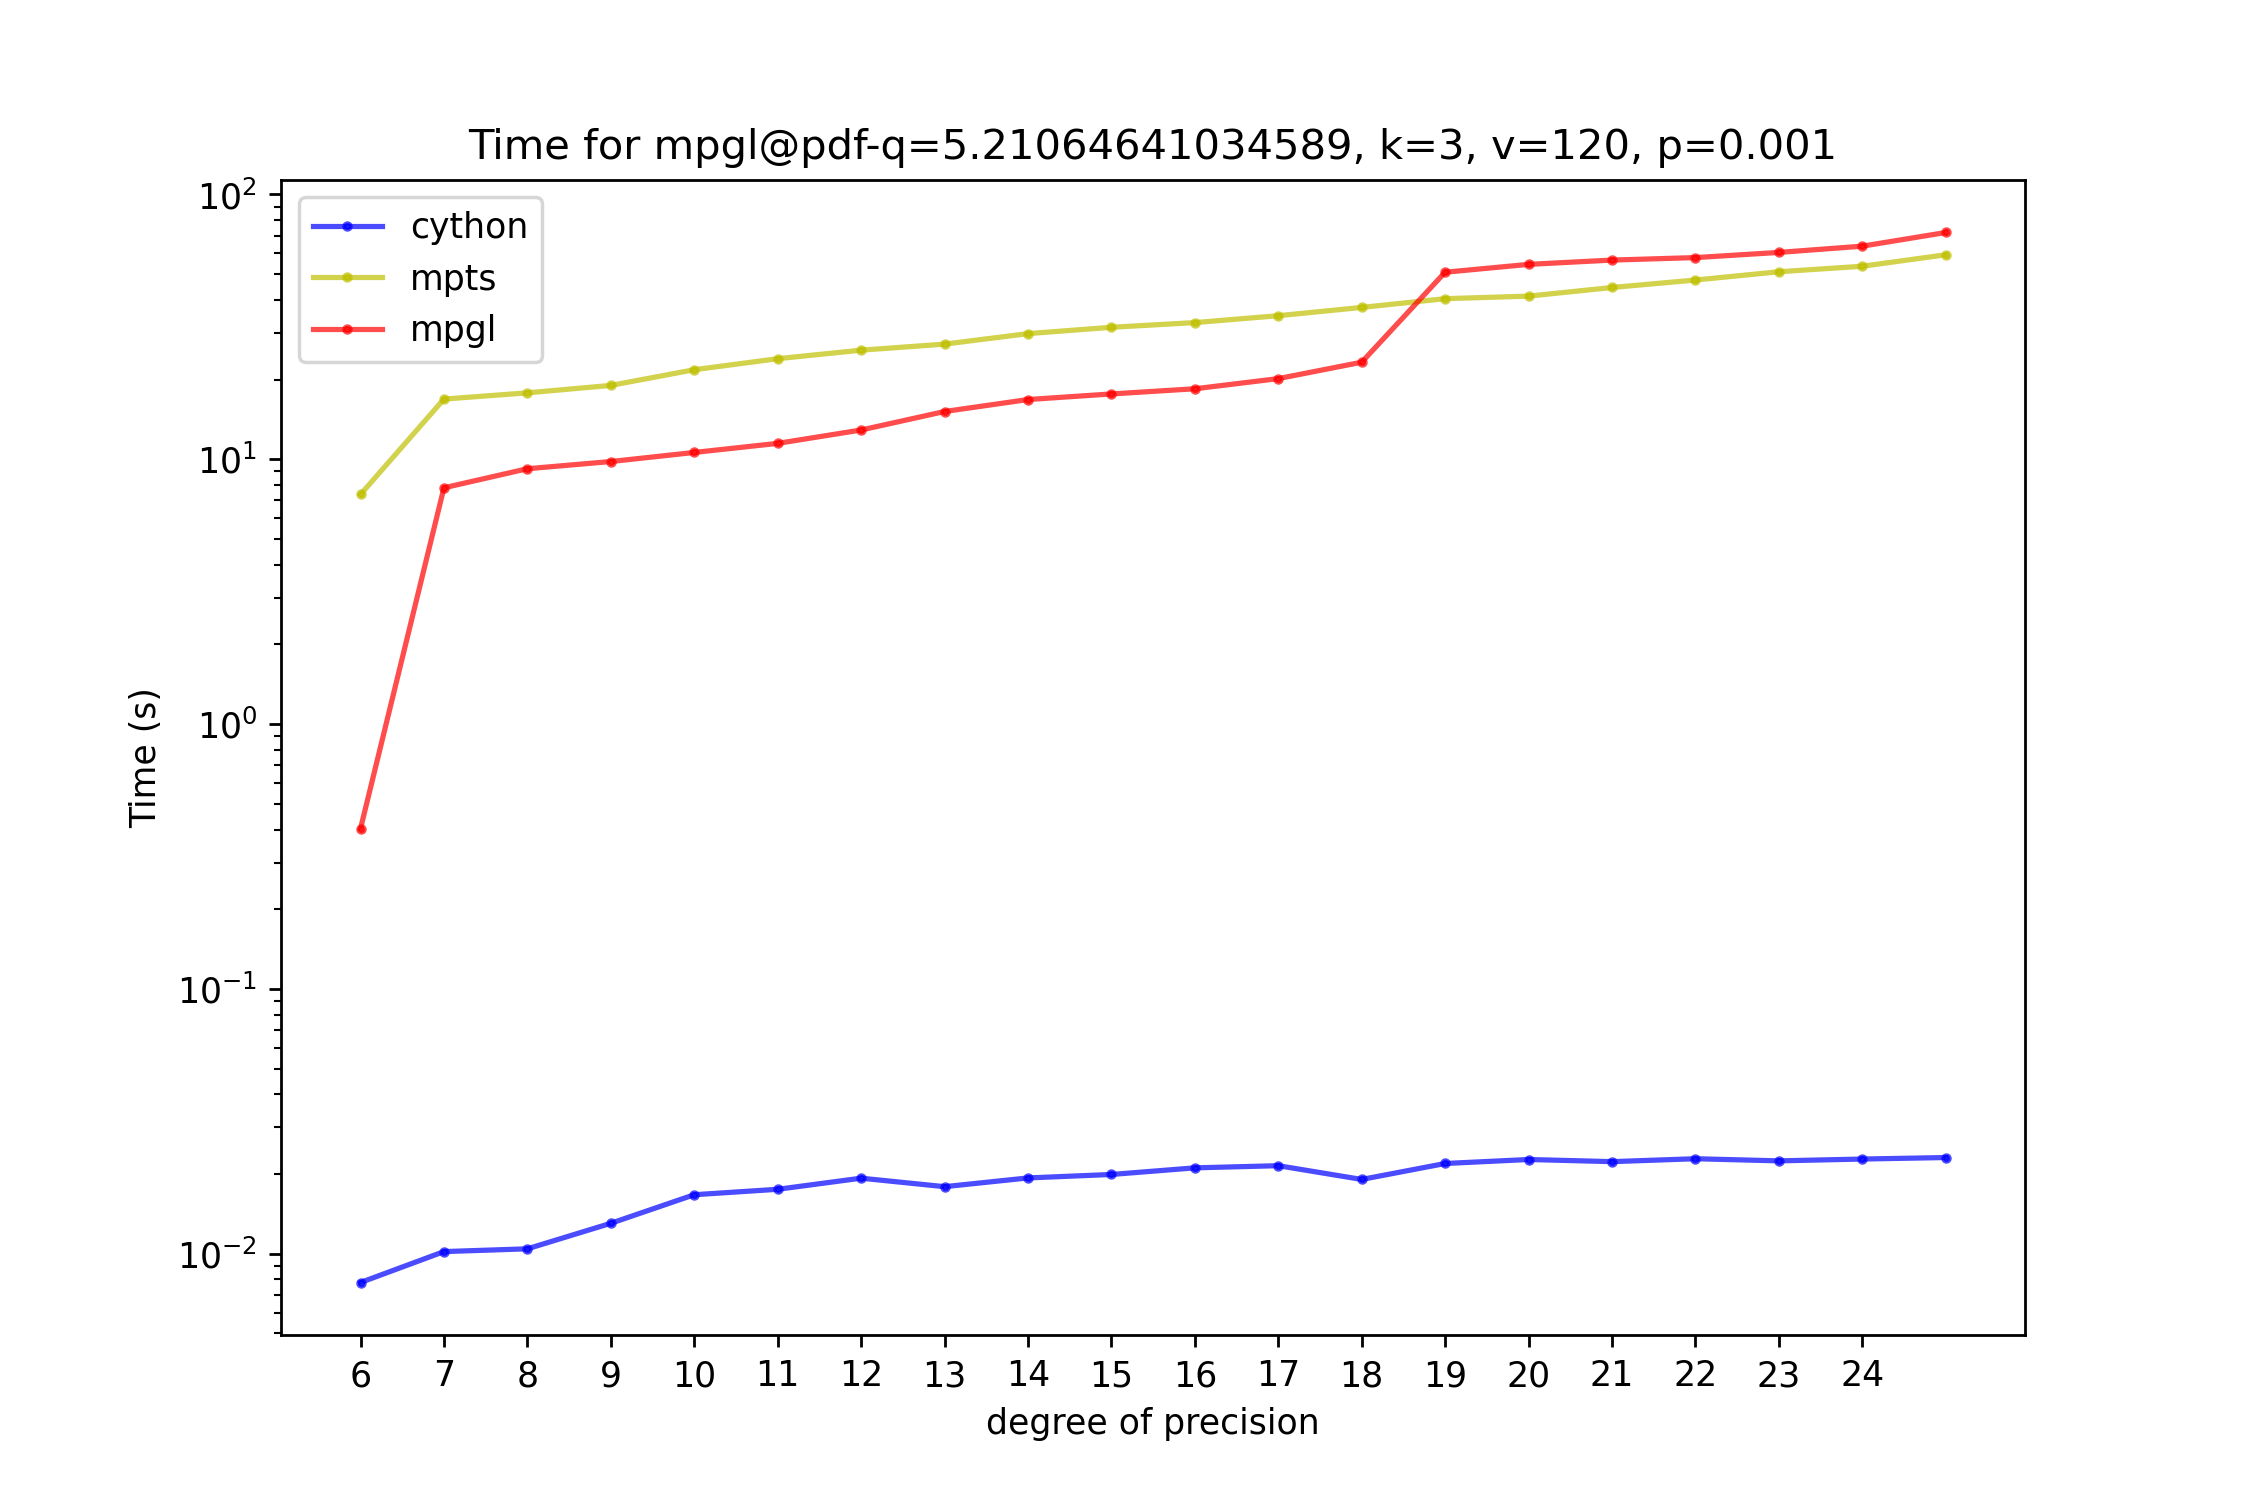 Time for mpgl@pdf-q=5.21064641034589, k=3, v=120, p=0.001
cython
mpts
mpgl
10²
10¹
10⁰
10⁻¹
10⁻²
Time (s)
6 7 8 9 10 11 12 13 14 15 16 17 18 19 20 21 22 23 24
degree of precision